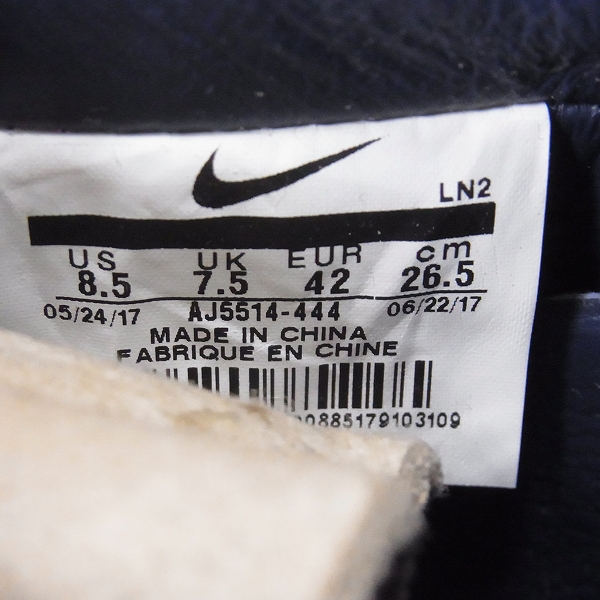 LN2
US UK EUR cm
8.5 7.5 42 26.5
05/24/17 AJ5514-444 06/22/17
MADE IN CHINA
FABRIQUE EN CHINE
0885179103109